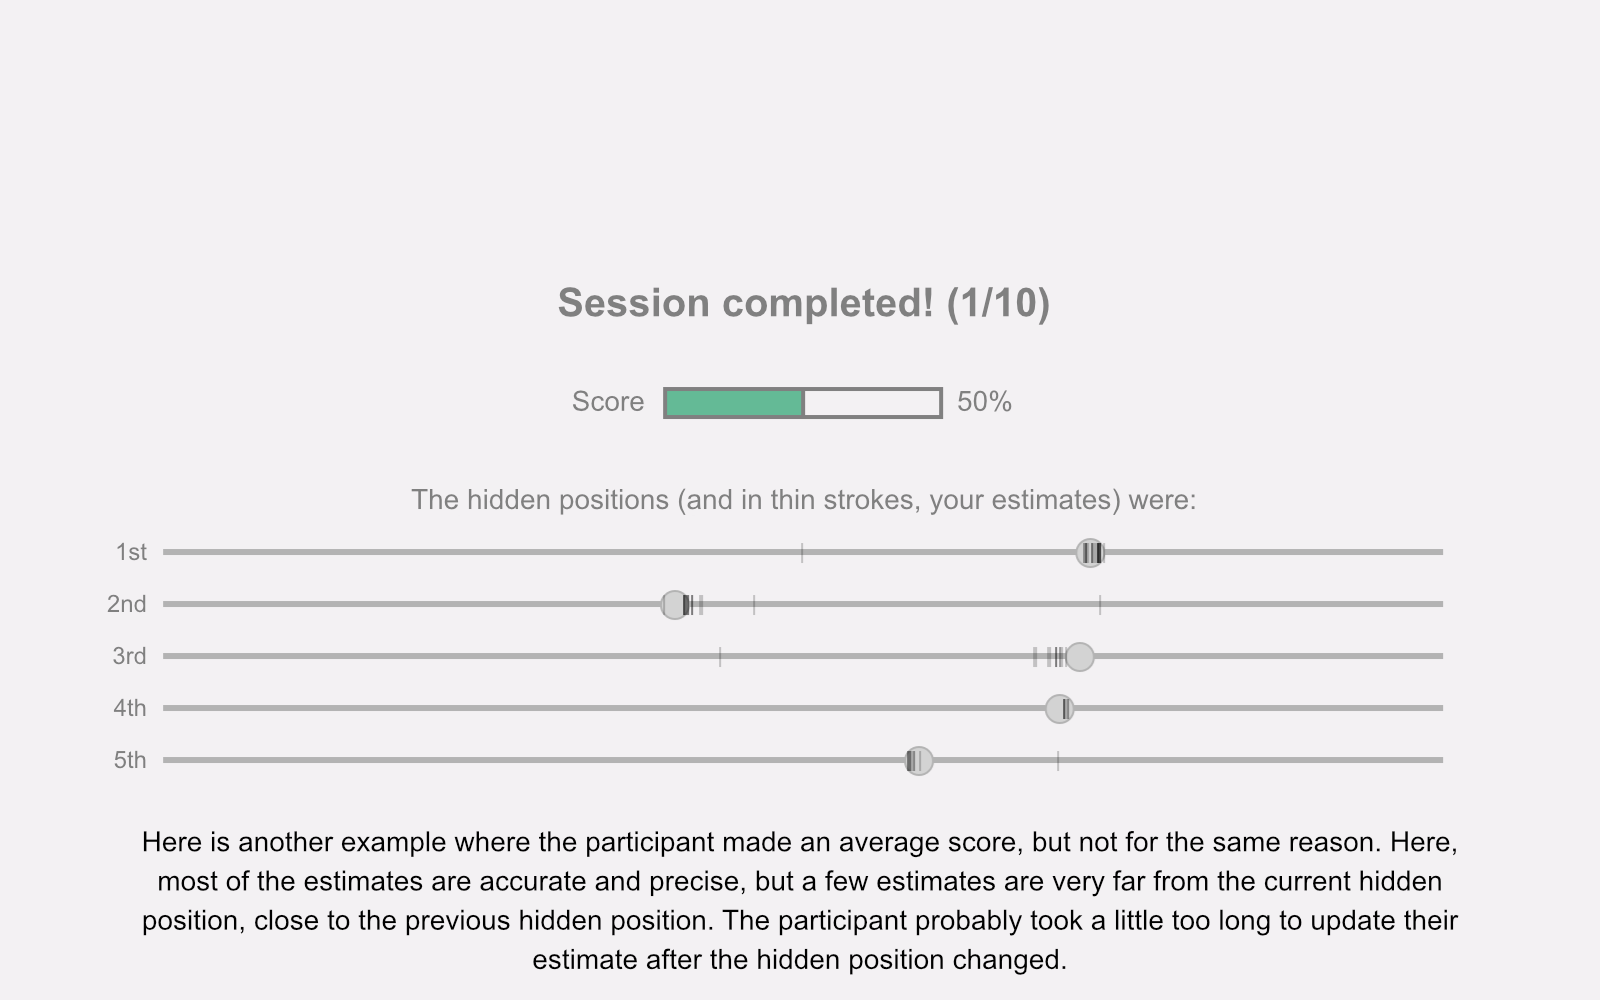 Session completed! (1/10)
Score 50%
The hidden positions (and in thin strokes, your estimates) were:
1st
2nd
3rd
4th
5th
Here is another example where the participant made an average score, but not for the same reason. Here,
most of the estimates are accurate and precise, but a few estimates are very far from the current hidden
position, close to the previous hidden position. The participant probably took a little too long to update their
estimate after the hidden position changed.